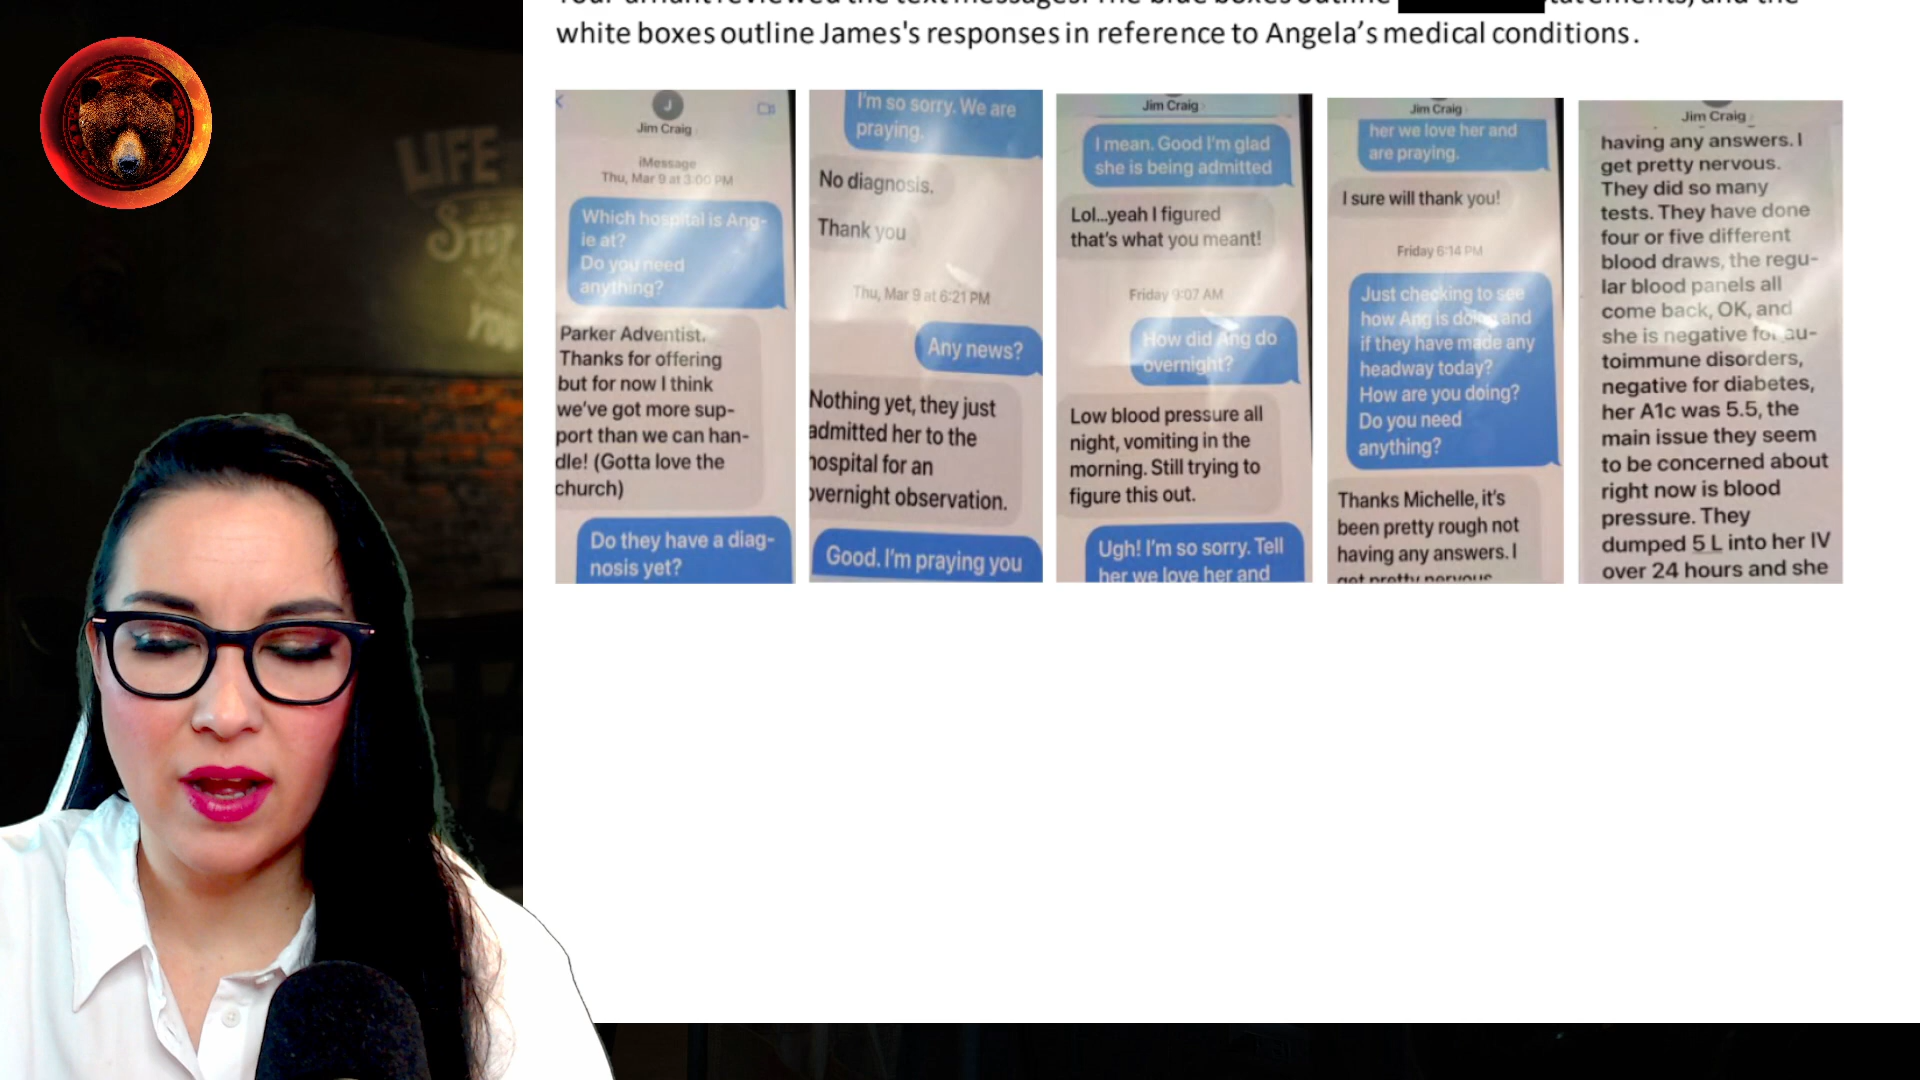 white boxes outline James's responses in reference to Angela's medical conditions.
J
Jim Craig
iMessage
Thu, Mar 9 at 3:00 PM
Which hospital is Ang-
ie at?
Do you need
anything?
Parker Adventist.
Thanks for offering
but for now I think
we've got more sup-
port than we can han-
dle! (Gotta love the
church)
Do they have a diag-
nosis yet?
I'm so sorry. We are
praying.
No diagnosis.
Thank you
Thu, Mar 9 at 6:21 PM
Any news?
Nothing yet, they just
admitted her to the
hospital for an
overnight observation.
Good. I'm praying you
Jim Craig
I mean. Good I'm glad
she is being admitted
Lol...yeah I figured
that's what you meant!
Friday 9:07 AM
How did Ang do
overnight?
Low blood pressure all
night, vomiting in the
morning. Still trying to
figure this out.
Ugh! I'm so sorry. Tell
her we love her and
Jim Craig
her we love her and
are praying.
I sure will thank you!
Friday 6:14 PM
Just checking to see
how Ang is doing and
if they have made any
headway today?
How are you doing?
Do you need
anything?
Thanks Michelle, it's
been pretty rough not
having any answers. I
get pretty nervous
Jim Craig
having any answers. I
get pretty nervous.
They did so many
tests. They have done
four or five different
blood draws, the regu-
lar blood panels all
come back, OK, and
she is negative for au-
toimmune disorders,
negative for diabetes,
her A1c was 5.5, the
main issue they seem
to be concerned about
right now is blood
pressure. They
dumped 5 L into her IV
over 24 hours and she
LIFE